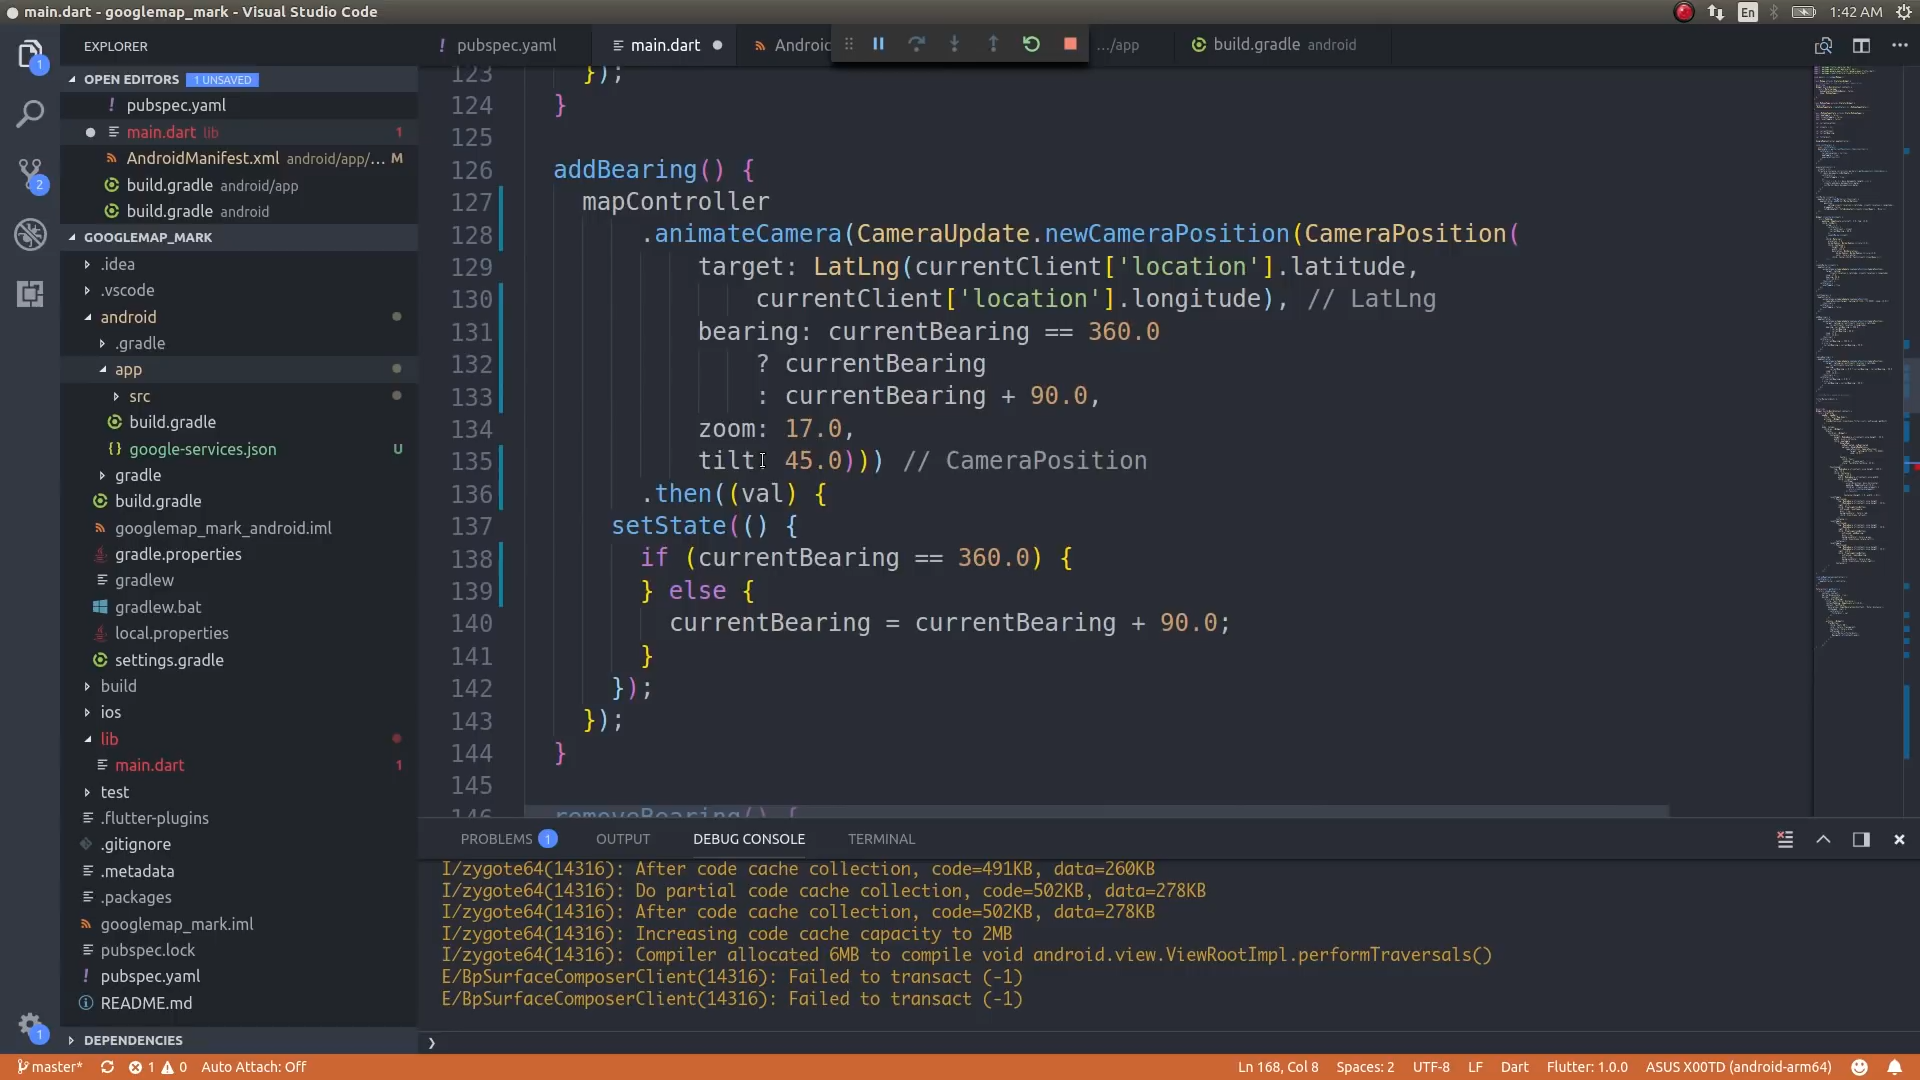 main.dart - googlemap_mark - Visual Studio Code
En
1:42 AM
EXPLORER
pubspec.yaml
main.dart
Android
.../app
build.gradle android
OPEN EDITORS 1 UNSAVED
pubspec.yaml
main.dart lib 1
AndroidManifest.xml android/app/... M
build.gradle android/app
build.gradle android
GOOGLEMAP_MARK
.idea
.vscode
android
.gradle
app
src
build.gradle
google-services.json U
gradle
build.gradle
googlemap_mark_android.iml
gradle.properties
gradlew
gradlew.bat
local.properties
settings.gradle
build
ios
lib
main.dart 1
test
.flutter-plugins
.gitignore
.metadata
.packages
googlemap_mark.iml
pubspec.lock
pubspec.yaml
README.md
DEPENDENCIES
1
2
1
123 });
124 }
125
126 addBearing() {
127 mapController
128 .animateCamera(CameraUpdate.newCameraPosition(CameraPosition(
129 target: LatLng(currentClient['location'].latitude,
130 currentClient['location'].longitude), // LatLng
131 bearing: currentBearing == 360.0
132 ? currentBearing
133 : currentBearing + 90.0,
134 zoom: 17.0,
135 tilt: 45.0))) // CameraPosition
136 .then((val) {
137 setState(() {
138 if (currentBearing == 360.0) {
139 } else {
140 currentBearing = currentBearing + 90.0;
141 }
142 });
143 });
144 }
145
146 removeBearing() {
PROBLEMS 1 OUTPUT DEBUG CONSOLE TERMINAL
I/zygote64(14316): After code cache collection, code=491KB, data=260KB
I/zygote64(14316): Do partial code cache collection, code=502KB, data=278KB
I/zygote64(14316): After code cache collection, code=502KB, data=278KB
I/zygote64(14316): Increasing code cache capacity to 2MB
I/zygote64(14316): Compiler allocated 6MB to compile void android.view.ViewRootImpl.performTraversals()
E/BpSurfaceComposerClient(14316): Failed to transact (-1)
E/BpSurfaceComposerClient(14316): Failed to transact (-1)
master* 1 0 Auto Attach: Off
Ln 168, Col 8 Spaces: 2 UTF-8 LF Dart Flutter: 1.0.0 ASUS X00TD (android-arm64)